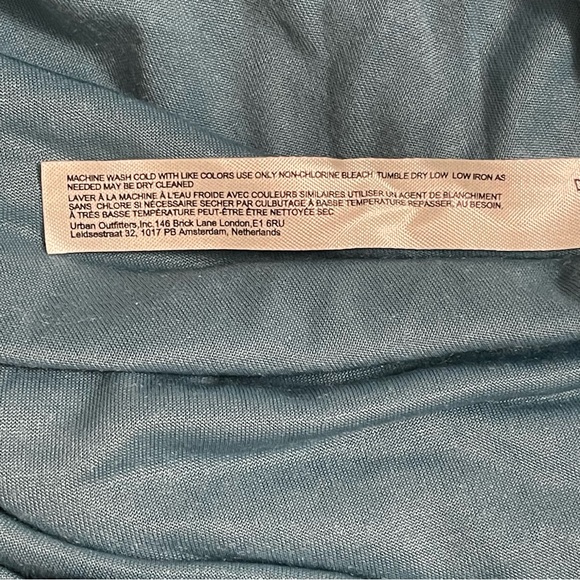 MACHINE WASH COLD WITH LIKE COLORS USE ONLY NON-CHLORINE BLEACH TUMBLE DRY LOW LOW IRON AS
NEEDED MAY BE DRY CLEANED
LAVER À LA MACHINE À L'EAU FROIDE AVEC COULEURS SIMILAIRES UTILISER UN AGENT DE BLANCHIMENT
SANS CHLORE SI NÉCESSAIRE SECHER PAR CULBUTAGE À BASSE TEMPERATURE REPASSER, AU BESOIN,
À TRÈS BASSE TEMPÉRATURE PEUT-ÊTRE ÊTRE NETTOYÉE SEC
Urban Outfitters,Inc.146 Brick Lane London,E1 6RU
Leidsestraat 32, 1017 PB Amsterdam, Netherlands